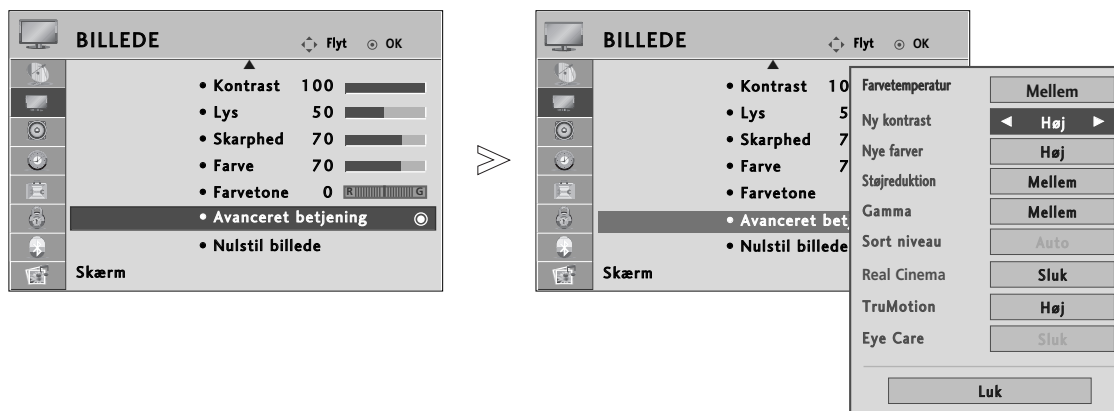 BILLEDE
Flyt
OK
• Kontrast 100
• Lys 50
• Skarphed 70
• Farve 70
• Farvetone 0 R G
• Avanceret betjening
• Nulstil billede
Skærm
BILLEDE
Flyt
OK
• Kontrast 10
• Lys 5
• Skarphed 7
• Farve 7
• Farvetone
• Avanceret bet
• Nulstil billede
Skærm
Farvetemperatur Mellem
Ny kontrast ◄ Høj ►
Nye farver Høj
Støjreduktion Mellem
Gamma Mellem
Sort niveau Auto
Real Cinema Sluk
TruMotion Høj
Eye Care Sluk
Luk